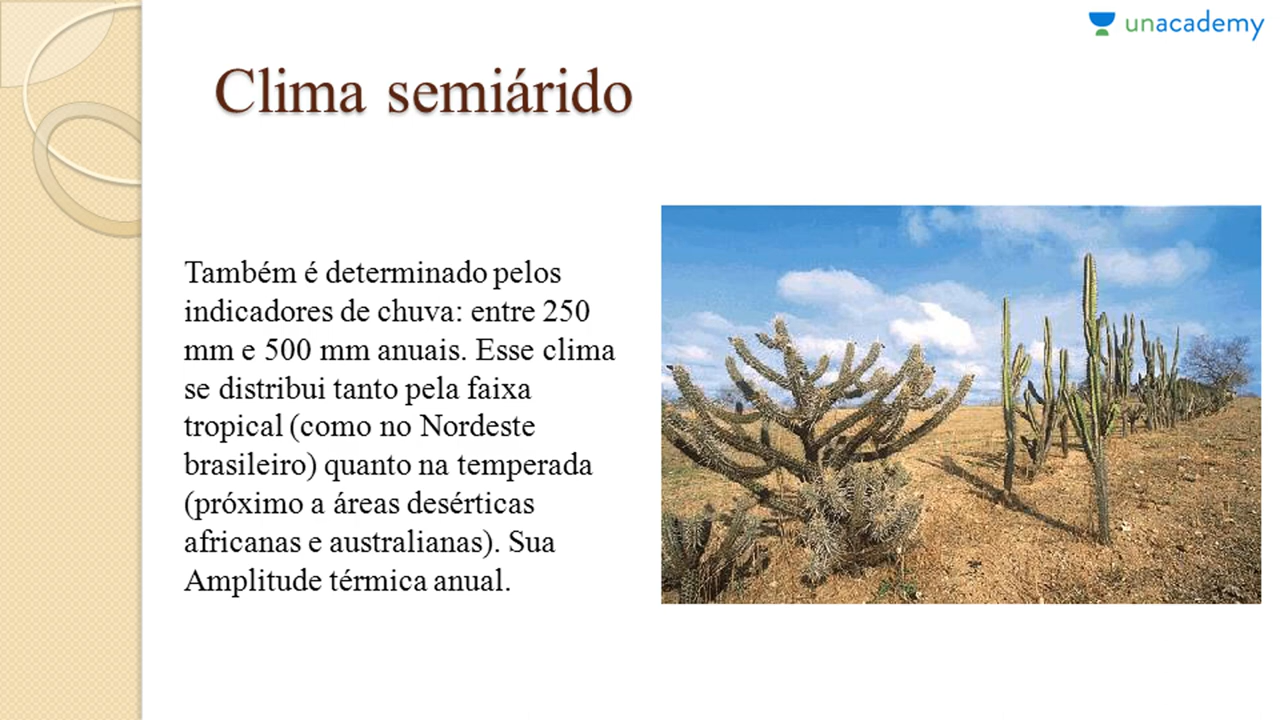 unacademy
Clima semiárido
Também é determinado pelos
indicadores de chuva: entre 250
mm e 500 mm anuais. Esse clima
se distribui tanto pela faixa
tropical (como no Nordeste
brasileiro) quanto na temperada
(próximo a áreas desérticas
africanas e australianas). Sua
Amplitude térmica anual.